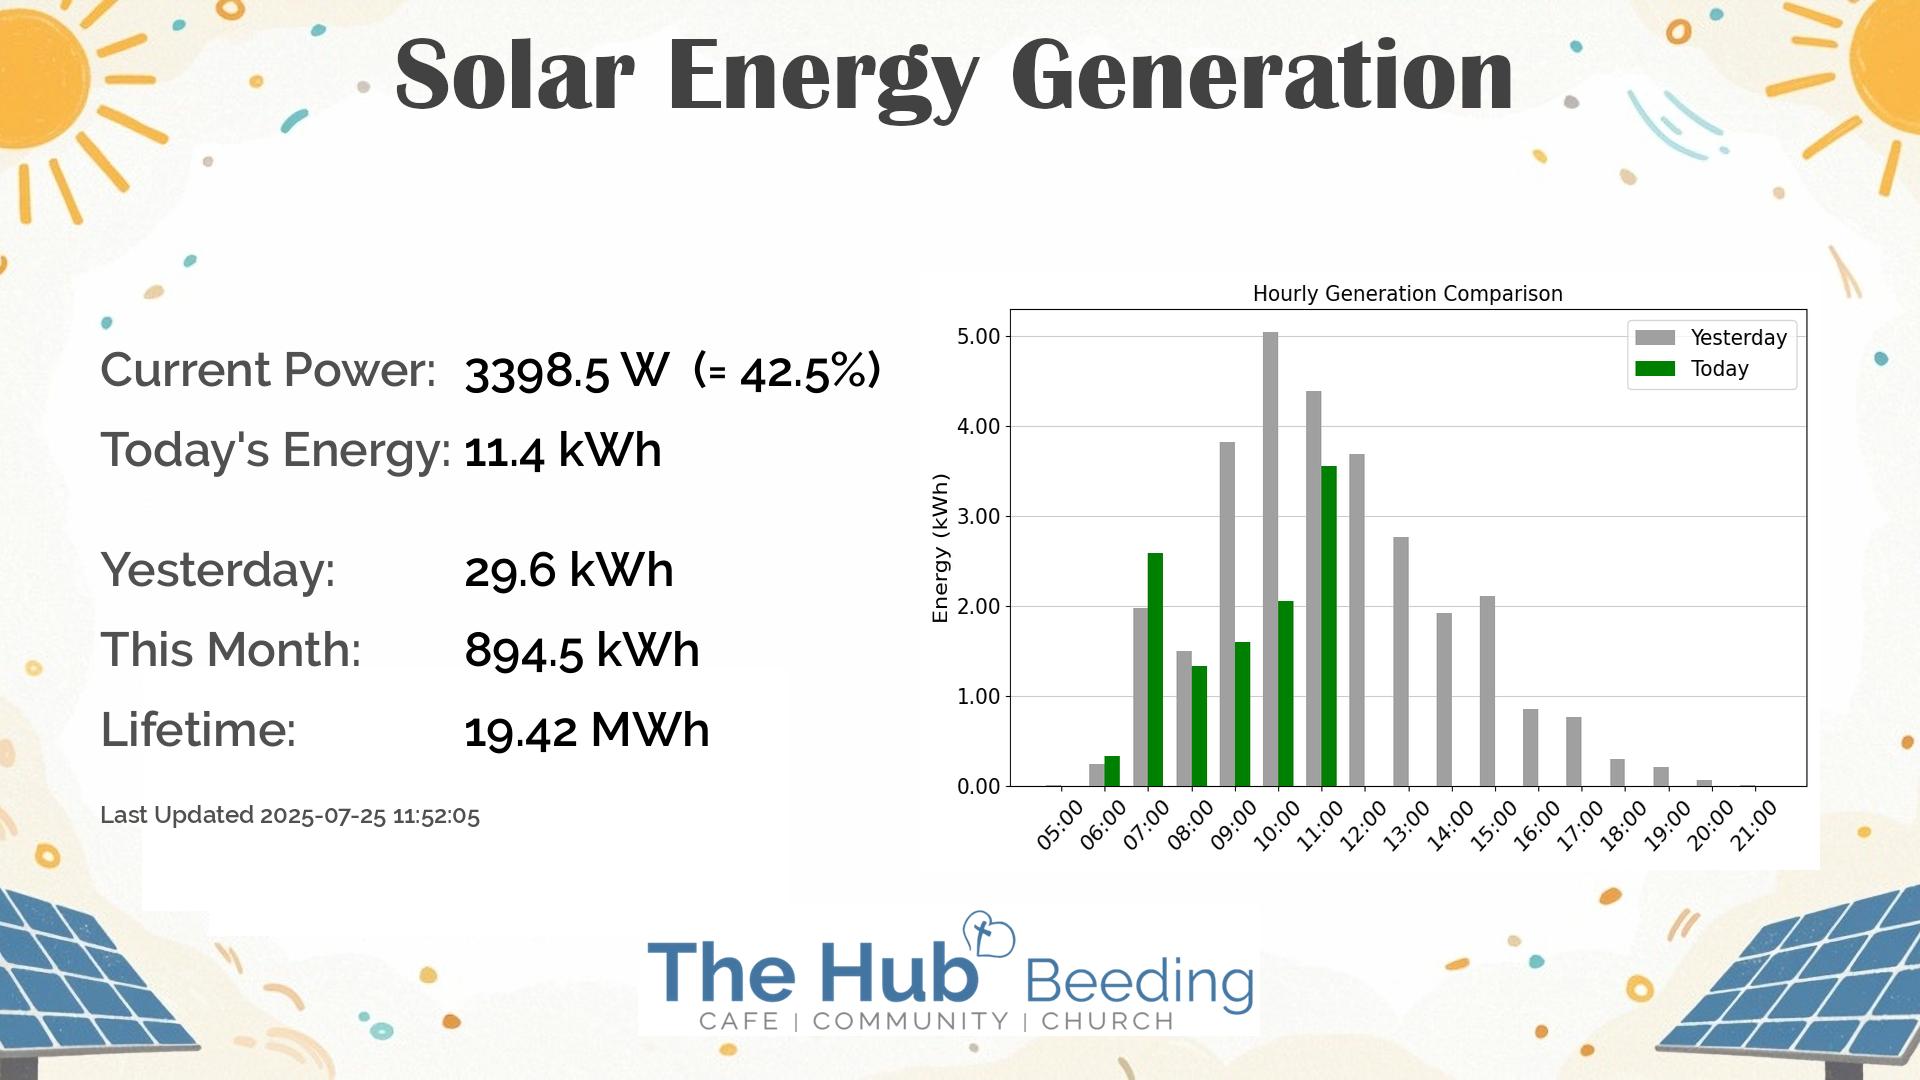 Solar Energy Generation
Current Power: 3398.5 W (= 42.5%)
Today's Energy: 11.4 kWh
Yesterday: 29.6 kWh
This Month: 894.5 kWh
Lifetime: 19.42 MWh
Last Updated 2025-07-25 11:52:05
Hourly Generation Comparison
Yesterday
Today
Energy (kWh)
5.00
4.00
3.00
2.00
1.00
0.00
05:00 06:00 07:00 08:00 09:00 10:00 11:00 12:00 13:00 14:00 15:00 16:00 17:00 18:00 19:00 20:00 21:00
The Hub Beeding
CAFE | COMMUNITY | CHURCH